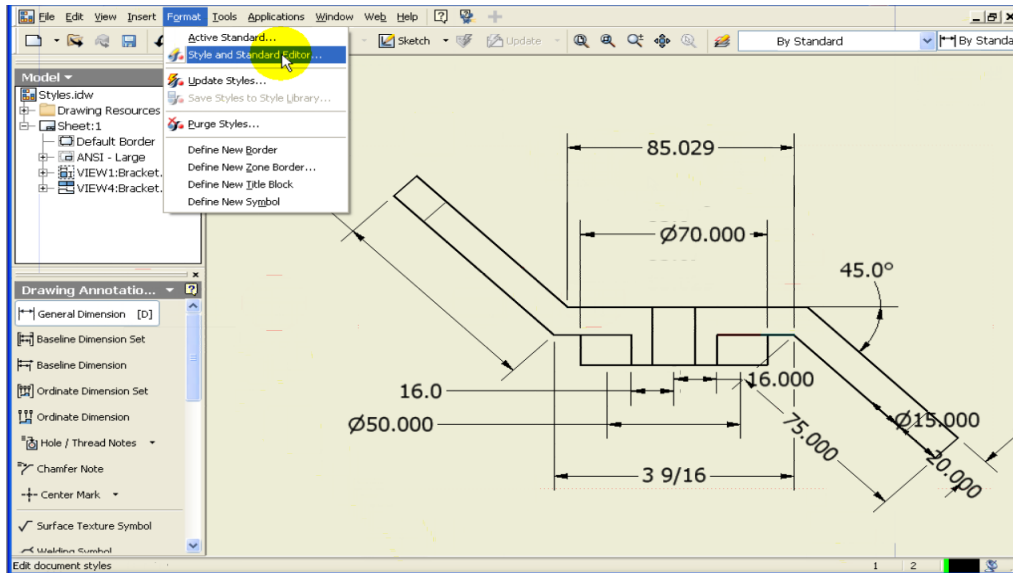 File Edit View Insert Format Tools Applications Window Web Help
Sketch Update By Standard By Standa
Active Standard...
Style and Standard Editor...
Update Styles...
Save Styles to Style Library...
Purge Styles...
Define New Border
Define New Zone Border...
Define New Title Block
Define New Symbol
Model
Styles.idw
Drawing Resources
Sheet:1
Default Border
ANSI - Large
VIEW1:Bracket.
VIEW4:Bracket.
Drawing Annotatio...
General Dimension [D]
Baseline Dimension Set
Baseline Dimension
Ordinate Dimension Set
Ordinate Dimension
Hole / Thread Notes
Chamfer Note
Center Mark
Surface Texture Symbol
Welding Symbol
85.029
Ø70.000
45.0°
16.0
16.000
Ø50.000
75.000
Ø15.000
20.000
3 9/16
Edit document styles
1 2